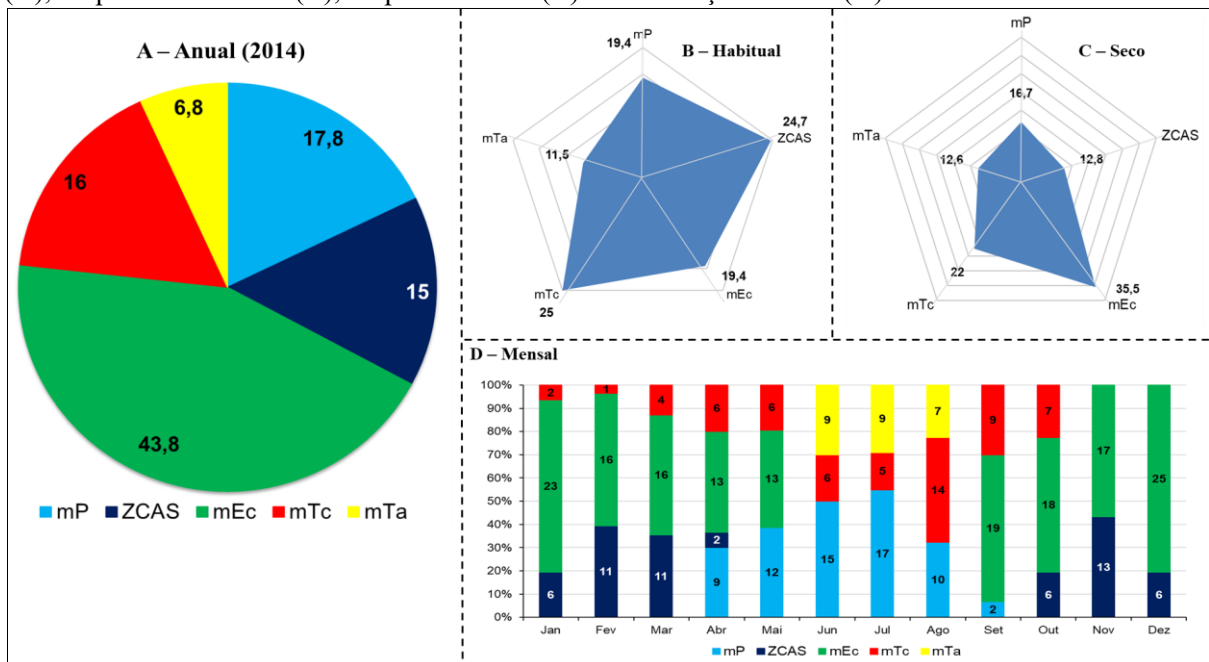 A – Anual (2014)
6,8
17,8
16
15
43,8
mP ZCAS mEc mTc mTa
B – Habitual
mP
19,4
24,7
ZCAS
mTa
11,5
19,4
mTc
mEc
25
C – Seco
mP
16,7
mTa
ZCAS
12,6
12,8
22
35,5
mTc
mEc
D – Mensal
100%
90%
80%
70%
60%
50%
40%
30%
20%
10%
0%
2 1 4 6 6 9 9 7 9 7
23 16 16 13 13 6 5 14 19 18 17 25
6 11 11 2 9 12 15 17 10 2 6 13 6
Jan Fev Mar Abr Mai Jun Jul Ago Set Out Nov Dez
mP ZCAS mEc mTc mTa